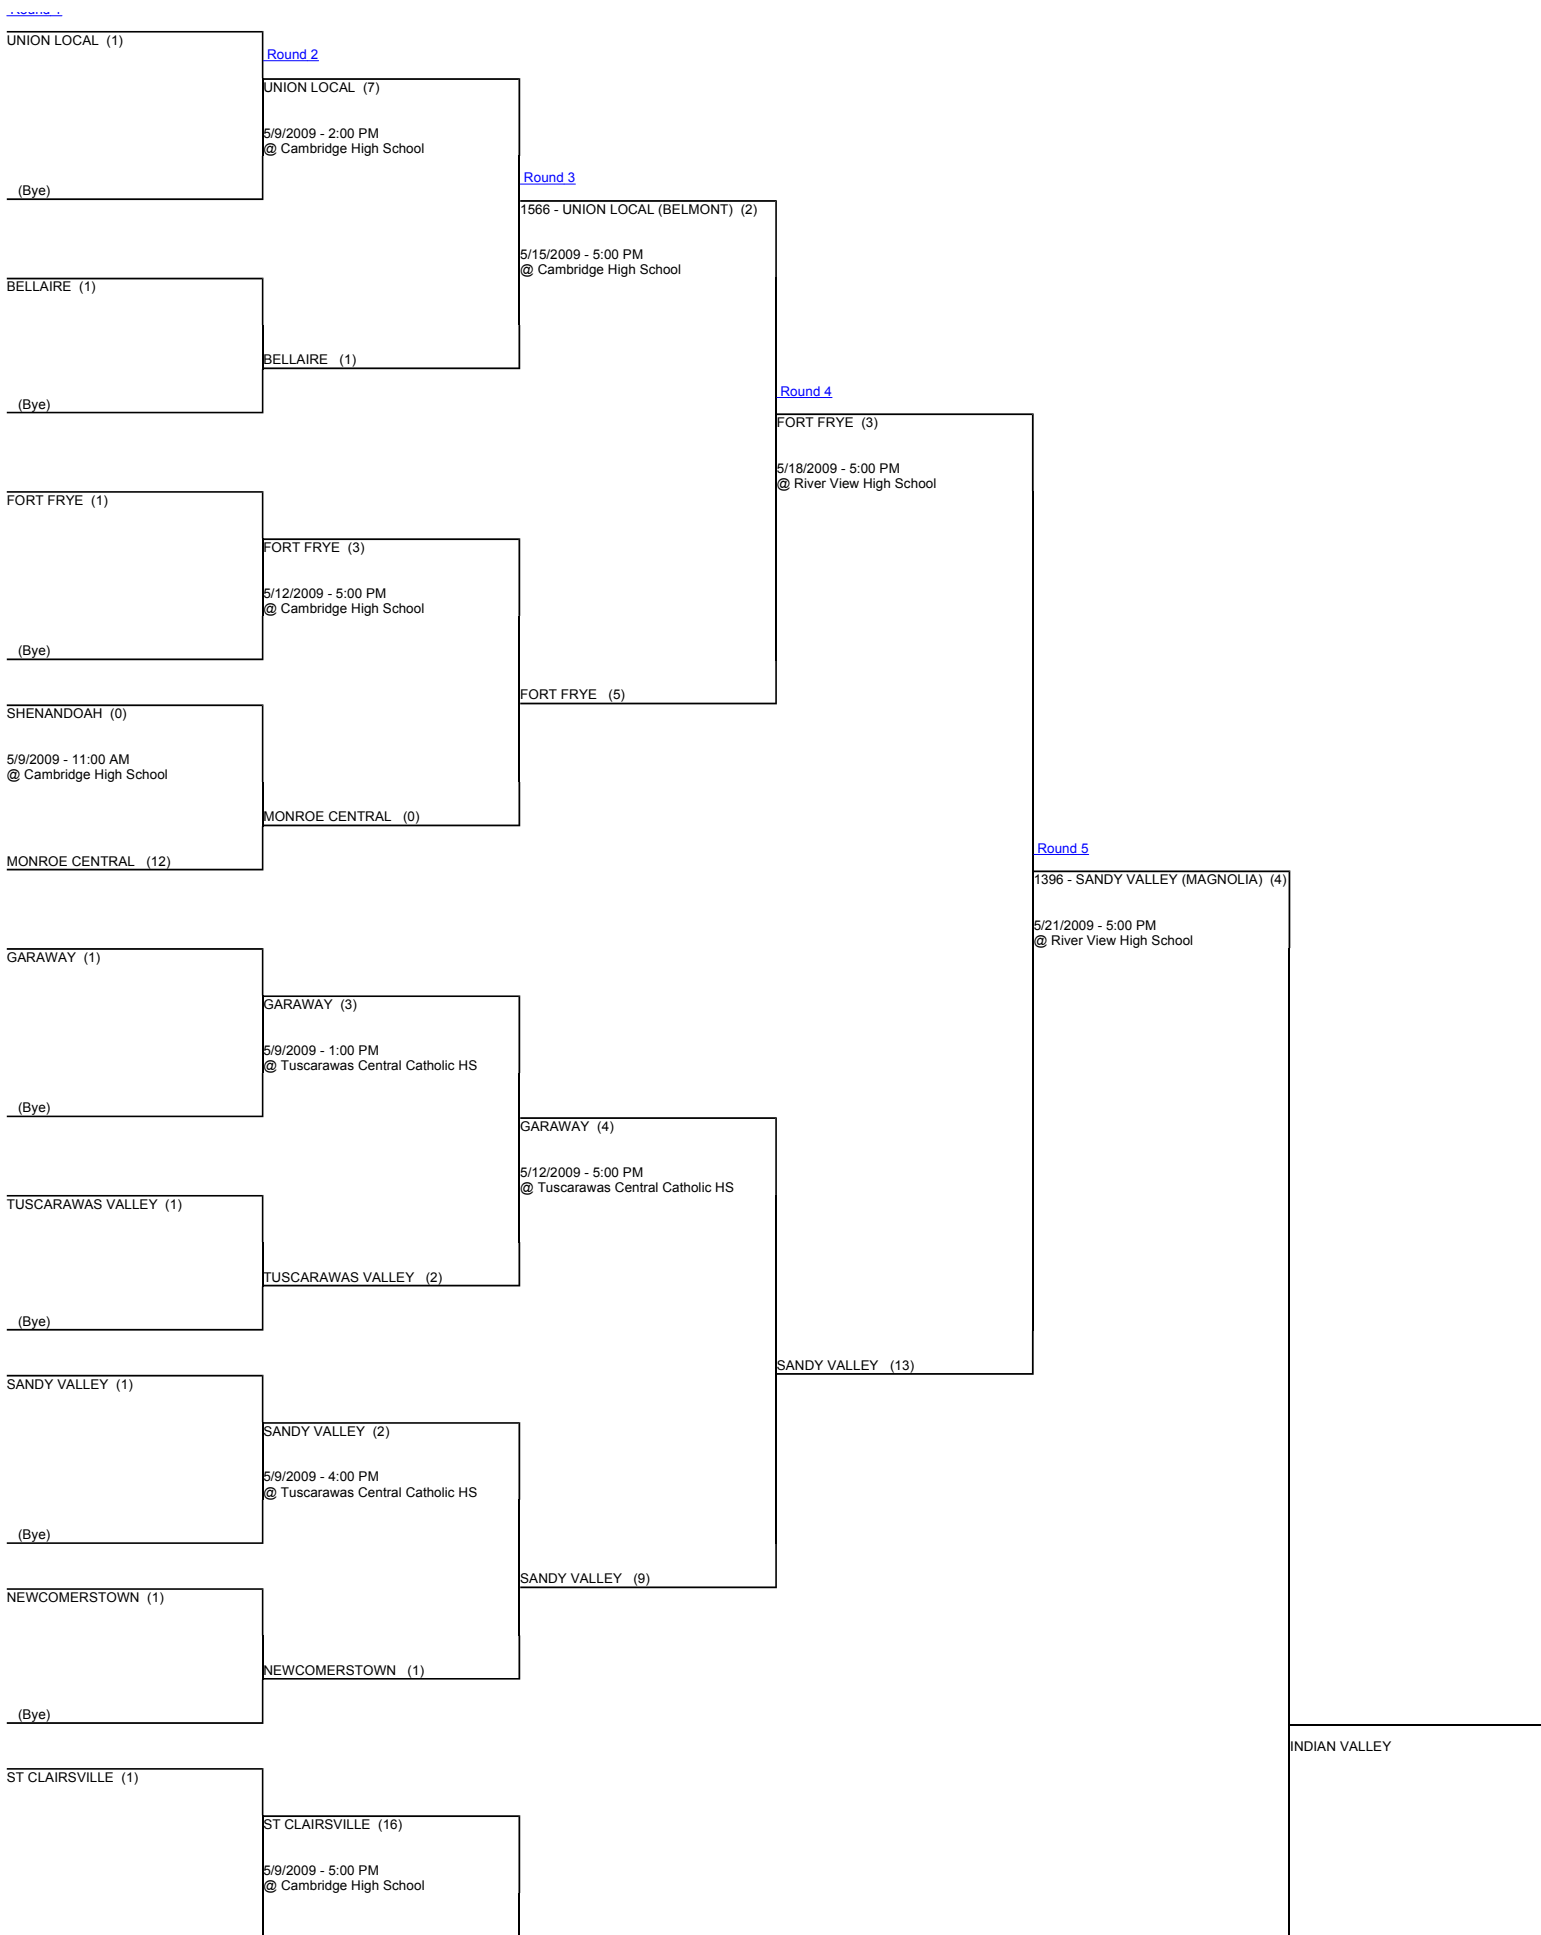 Round 1
UNION LOCAL (1)
Round 2
UNION LOCAL (7)
5/9/2009 - 2:00 PM
@ Cambridge High School
(Bye)
Round 3
1566 - UNION LOCAL (BELMONT) (2)
5/15/2009 - 5:00 PM
@ Cambridge High School
BELLAIRE (1)
BELLAIRE (1)
(Bye)
Round 4
FORT FRYE (3)
5/18/2009 - 5:00 PM
@ River View High School
FORT FRYE (1)
FORT FRYE (3)
5/12/2009 - 5:00 PM
@ Cambridge High School
(Bye)
FORT FRYE (5)
SHENANDOAH (0)
5/9/2009 - 11:00 AM
@ Cambridge High School
MONROE CENTRAL (0)
MONROE CENTRAL (12)
Round 5
1396 - SANDY VALLEY (MAGNOLIA) (4)
5/21/2009 - 5:00 PM
@ River View High School
GARAWAY (1)
GARAWAY (3)
5/9/2009 - 1:00 PM
@ Tuscarawas Central Catholic HS
(Bye)
GARAWAY (4)
5/12/2009 - 5:00 PM
@ Tuscarawas Central Catholic HS
TUSCARAWAS VALLEY (1)
TUSCARAWAS VALLEY (2)
(Bye)
SANDY VALLEY (13)
SANDY VALLEY (1)
SANDY VALLEY (2)
5/9/2009 - 4:00 PM
@ Tuscarawas Central Catholic HS
(Bye)
SANDY VALLEY (9)
NEWCOMERSTOWN (1)
NEWCOMERSTOWN (1)
(Bye)
INDIAN VALLEY
ST CLAIRSVILLE (1)
ST CLAIRSVILLE (16)
5/9/2009 - 5:00 PM
@ Cambridge High School